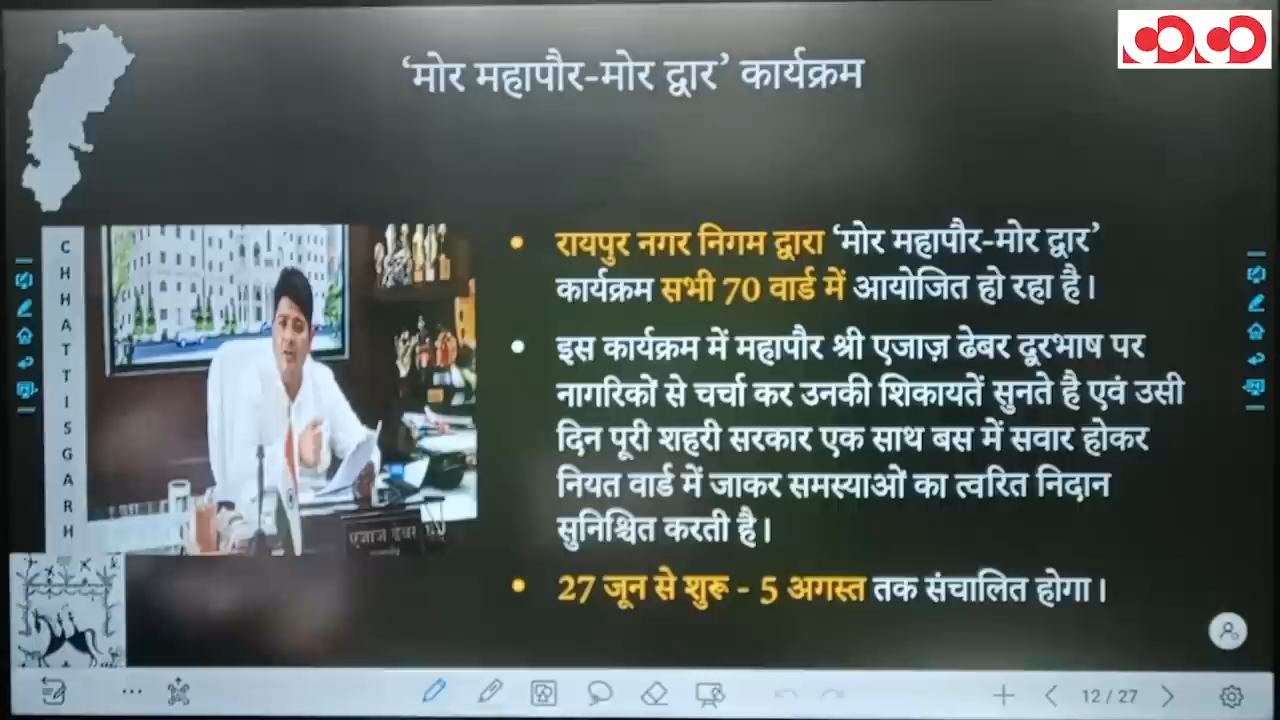 ‘मोर महापौर-मोर द्वार’ कार्यक्रम
CHHATTISGARH
• रायपुर नगर निगम द्वारा ‘मोर महापौर-मोर द्वार’
कार्यक्रम सभी 70 वार्ड में आयोजित हो रहा है।
• इस कार्यक्रम में महापौर श्री एजाज़ ढेबर दूरभाष पर
नागरिकों से चर्चा कर उनकी शिकायतें सुनते है एवं उसी
दिन पूरी शहरी सरकार एक साथ बस में सवार होकर
नियत वार्ड में जाकर समस्याओं का त्वरित निदान
सुनिश्चित करती है।
• 27 जून से शुरू - 5 अगस्त तक संचालित होगा।
एजाज ढेबर
12 / 27